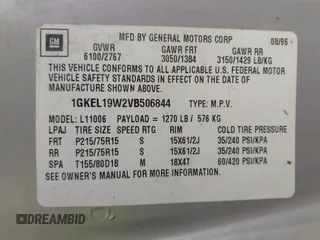 GM
MFD BY GENERAL MOTORS CORP 08/96
GVWR GAWR FRT GAWR RR
6100/2767 3050/1384 3150/1429 LB/KG
THIS VEHICLE CONFORMS TO ALL APPLICABLE U.S. FEDERAL MOTOR
VEHICLE SAFETY STANDARDS IN EFFECT ON THE DATE OF
MANUFACTURE SHOWN ABOVE.
1GKEL19W2VB506844 TYPE: M.P.V.
MODEL: L11006 PAYLOAD = 1270 LB / 576 KG
LPAJ TIRE SIZE SPEED RTG RIM COLD TIRE PRESSURE
FRT P215/75R15 S 15X61/2J 35/240 PSI/KPA
RR P215/75R15 S 15X61/2J 35/240 PSI/KPA
SPA T155/80D18 M 18X4T 60/420 PSI/KPA
SEE OWNER'S MANUAL FOR MORE INFORMATION.
DREAMBID